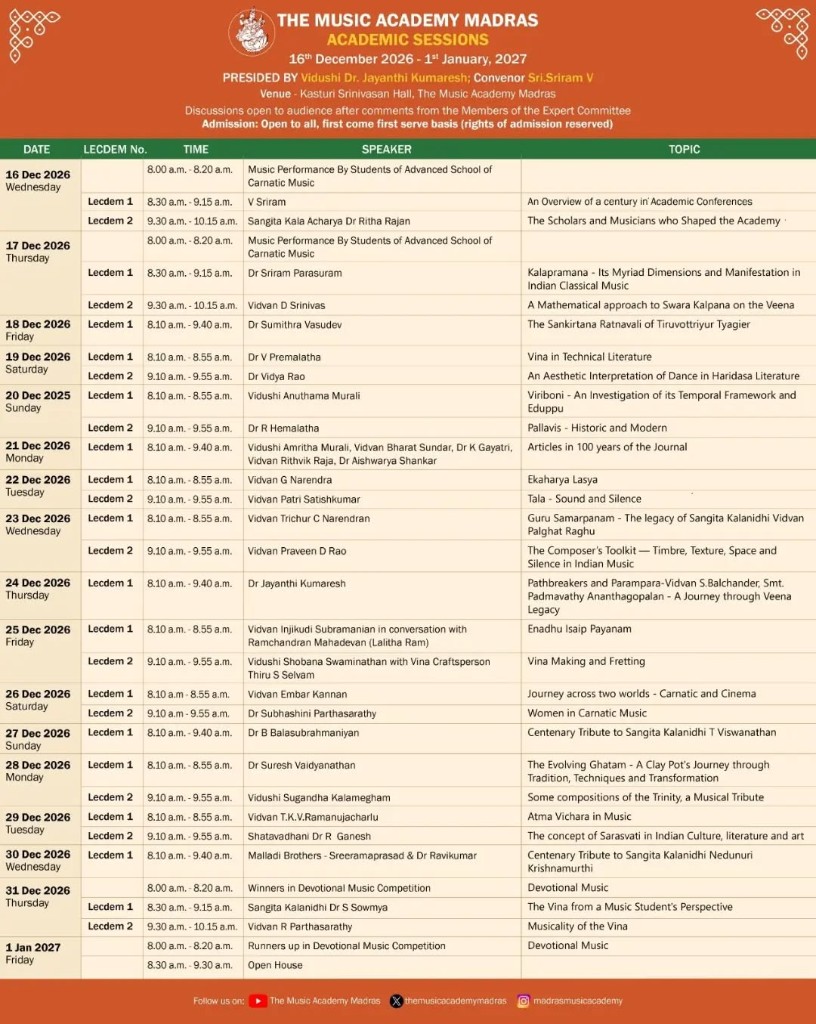 THE MUSIC ACADEMY MADRAS
ACADEMIC SESSIONS
16th December 2026 - 1st January, 2027
PRESIDED BY Vidushi Dr. Jayanthi Kumaresh; Convenor Sri.Sriram V
Venue - Kasturi Srinivasan Hall, The Music Academy Madras
Discussions open to audience after comments from the Members of the Expert Committee
Admission: Open to all, first come first serve basis (rights of admission reserved)
DATE LECDEM No. TIME SPEAKER TOPIC
16 Dec 2026 8.00 a.m. - 8.20 a.m. Music Performance By Students of Advanced School of
Wednesday Carnatic Music
Lecdem 1 8.30 a.m. - 9.15 a.m. V Sriram An Overview of a century in Academic Conferences
Lecdem 2 9.30 a.m. - 10.15 a.m. Sangita Kala Acharya Dr Ritha Rajan The Scholars and Musicians who Shaped the Academy
17 Dec 2026 8.00 a.m. - 8.20 a.m. Music Performance By Students of Advanced School of
Thursday Carnatic Music
Lecdem 1 8.30 a.m. - 9.15 a.m. Dr Sriram Parasuram Kalapramana - Its Myriad Dimensions and Manifestation in
Indian Classical Music
Lecdem 2 9.30 a.m. - 10.15 a.m. Vidvan D Srinivas A Mathematical approach to Swara Kalpana on the Veena
18 Dec 2026 Lecdem 1 8.10 a.m. - 9.40 a.m. Dr Sumithra Vasudev The Sankirtana Ratnavali of Tiruvottriyur Tyagier
Friday
19 Dec 2026 Lecdem 1 8.10 a.m. - 8.55 a.m. Dr V Premalatha Vina in Technical Literature
Saturday
Lecdem 2 9.10 a.m. - 9.55 a.m. Dr Vidya Rao An Aesthetic Interpretation of Dance in Haridasa Literature
20 Dec 2025 Lecdem 1 8.10 a.m. - 8.55 a.m. Vidushi Anuthama Murali Viriboni - An Investigation of its Temporal Framework and
Sunday Eduppu
Lecdem 2 9.10 a.m. - 9.55 a.m. Dr R Hemalatha Pallavis - Historic and Modern
21 Dec 2026 Lecdem 1 8.10 a.m. - 9.40 a.m. Vidushi Amritha Murali, Vidvan Bharat Sundar, Dr K Gayatri, Articles in 100 years of the Journal
Monday Vidvan Rithvik Raja, Dr Aishwarya Shankar
22 Dec 2026 Lecdem 1 8.10 a.m. - 8.55 a.m. Vidvan G Narendra Ekaharya Lasya
Tuesday
Lecdem 2 9.10 a.m. - 9.55 a.m. Vidvan Patri Satishkumar Tala - Sound and Silence
23 Dec 2026 Lecdem 1 8.10 a.m. - 8.55 a.m. Vidvan Trichur C Narendran Guru Samarpanam - The legacy of Sangita Kalanidhi Vidvan
Wednesday Palghat Raghu
Lecdem 2 9.10 a.m. - 9.55 a.m. Vidvan Praveen D Rao The Composer's Toolkit — Timbre, Texture, Space and
Silence in Indian Music
24 Dec 2026 Lecdem 1 8.10 a.m. - 9.40 a.m. Dr Jayanthi Kumaresh Pathbreakers and Parampara-Vidvan S.Balchander, Smt.
Thursday Padmavathy Ananthagopalan - A Journey through Veena
Legacy
25 Dec 2026 Lecdem 1 8.10 a.m. - 8.55 a.m. Vidvan Injikudi Subramanian in conversation with Enadhu Isaip Payanam
Friday Ramchandran Mahadevan (Lalitha Ram)
Lecdem 2 9.10 a.m. - 9.55 a.m. Vidushi Shobana Swaminathan with Vina Craftsperson Vina Making and Fretting
Thiru S Selvam
26 Dec 2026 Lecdem 1 8.10 a.m - 8.55 a.m. Vidvan Embar Kannan Journey across two worlds - Carnatic and Cinema
Saturday
Lecdem 2 9.10 a.m - 9.55 a.m. Dr Subhashini Parthasarathy Women in Carnatic Music
27 Dec 2026 Lecdem 1 8.10 a.m. - 9.40 a.m. Dr B Balasubrahmaniyan Centenary Tribute to Sangita Kalanidhi T Viswanathan
Sunday
28 Dec 2026 Lecdem 1 8.10 a.m. - 8.55 a.m. Dr Suresh Vaidyanathan The Evolving Ghatam - A Clay Pot's Journey through
Monday Tradition, Techniques and Transformation
Lecdem 2 9.10 a.m. - 9.55 a.m. Vidushi Sugandha Kalamegham Some compositions of the Trinity, a Musical Tribute
29 Dec 2026 Lecdem 1 8.10 a.m. - 8.55 a.m. Vidvan T.K.V.Ramanujacharlu Atma Vichara in Music
Tuesday
Lecdem 2 9.10 a.m. - 9.55 a.m. Shatavadhani Dr R Ganesh The concept of Sarasvati in Indian Culture, literature and art
30 Dec 2026 Lecdem 1 8.10 a.m. - 9.40 a.m. Malladi Brothers - Sreeramaprasad & Dr Ravikumar Centenary Tribute to Sangita Kalanidhi Nedunuri
Wednesday Krishnamurthi
31 Dec 2026 8.00 a.m. - 8.20 a.m. Winners in Devotional Music Competition Devotional Music
Thursday
Lecdem 1 8.30 a.m. - 9.15 a.m. Sangita Kalanidhi Dr S Sowmya The Vina from a Music Student's Perspective
Lecdem 2 9.30 a.m. - 10.15 a.m. Vidvan R Parthasarathy Musicality of the Vina
1 Jan 2027 8.00 a.m. - 8.20 a.m. Runners up in Devotional Music Competition Devotional Music
Friday
8.30 a.m. - 9.30 a.m. Open House
Follow us on: The Music Academy Madras themusicacademymadras madrasmusicacademy